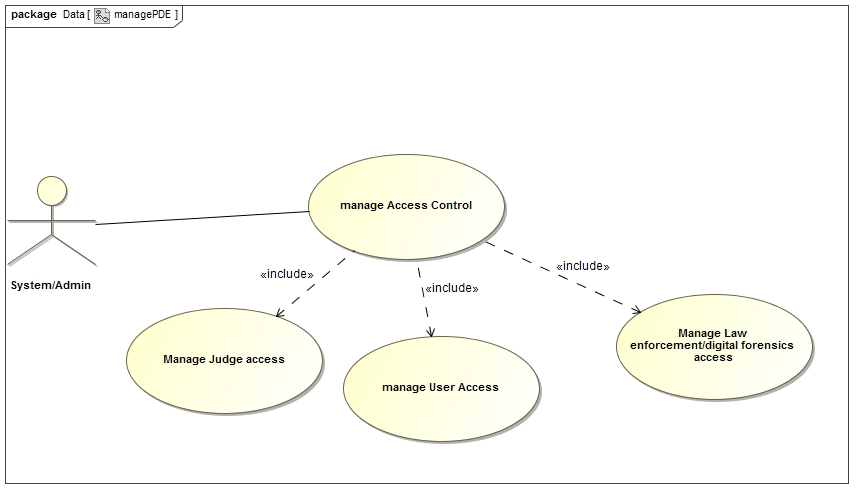 package Data [ managePDE ]
manage Access Control
System/Admin
«include»
«include»
«include»
Manage Judge access
manage User Access
Manage Law
enforcement/digital forensics
access